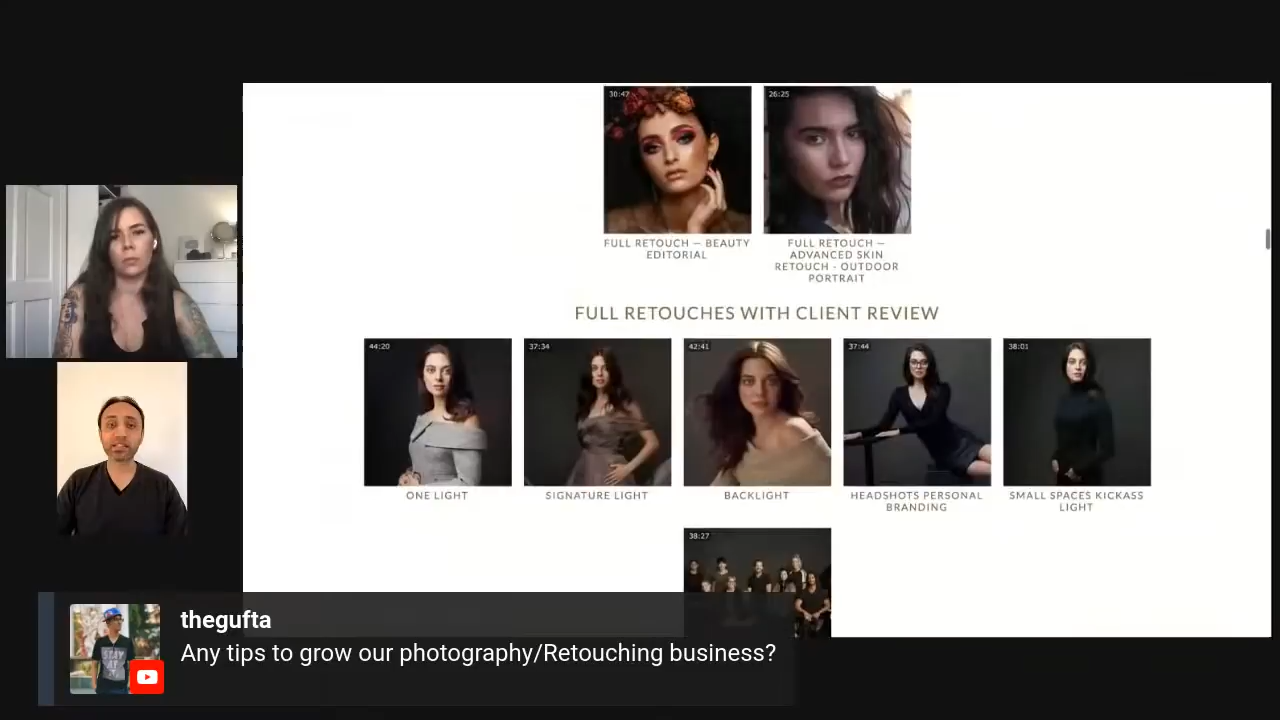 30:47
26:25
FULL RETOUCH — BEAUTY
EDITORIAL
FULL RETOUCH —
ADVANCED SKIN
RETOUCH - OUTDOOR
PORTRAIT
FULL RETOUCHES WITH CLIENT REVIEW
44:20
37:34
42:41
37:44
38:01
ONE LIGHT
SIGNATURE LIGHT
BACKLIGHT
HEADSHOTS PERSONAL
BRANDING
SMALL SPACES KICKASS
LIGHT
38:27
thegufta
Any tips to grow our photography/Retouching business?